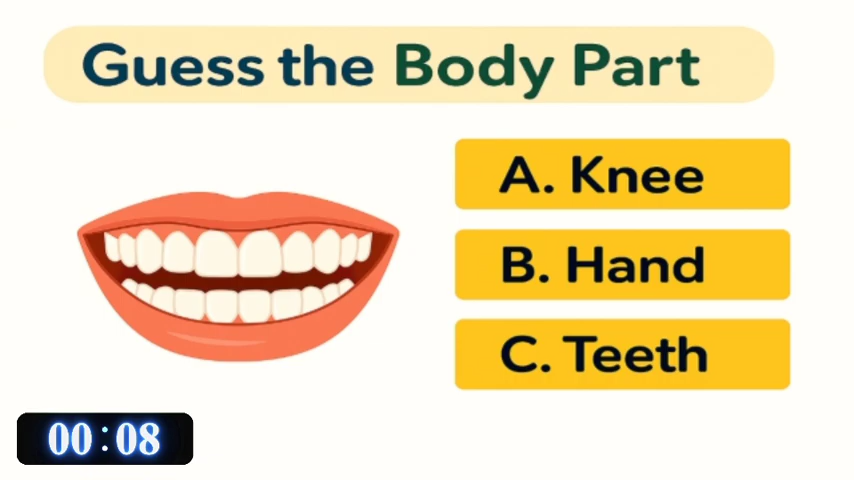 Guess the Body Part
A. Knee
B. Hand
C. Teeth
00:08